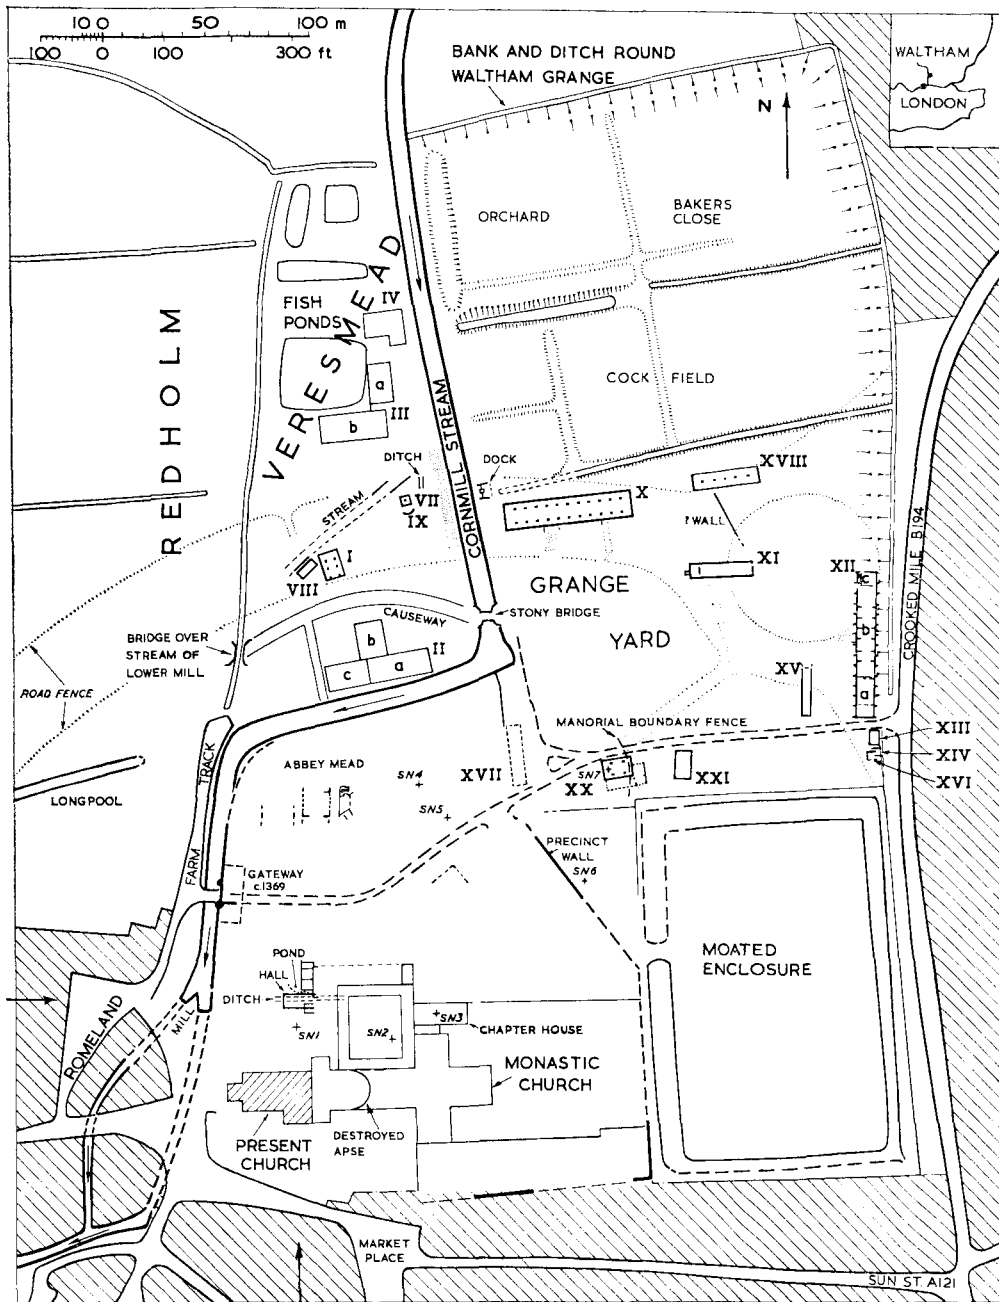 10 0 50 100 m
100 0 100 300 ft
BANK AND DITCH ROUND
WALTHAM GRANGE
WALTHAM
LONDON
N
ORCHARD
BAKERS
CLOSE
REDHOLM
VERESMEAD
FISH
PONDS
IV
a
III
b
CORNMILL STREAM
COCK FIELD
DITCH
II
VII
IX
STREAM
VIII
I
DOCK
X
XVIII
? WALL
XI
XII
c
b
a
CROOKED MILE B194
GRANGE
YARD
STONY BRIDGE
CAUSEWAY
BRIDGE OVER
STREAM OF
LOWER MILL
ROAD FENCE
b
II
a
c
XV
MANORIAL BOUNDARY FENCE
XIII
XIV
XVI
XVII
SN7
XX
XXI
FARM TRACK
LONGPOOL
ABBEY MEAD
SN4
SN5
PRECINCT
WALL
SN6
GATEWAY
c.1369
MOATED
ENCLOSURE
POND
HALL
DITCH
SN1
SN2
SN3
CHAPTER HOUSE
MILL
ROMELAND
MONASTIC
CHURCH
PRESENT
CHURCH
DESTROYED
APSE
MARKET
PLACE
SUN ST. A121